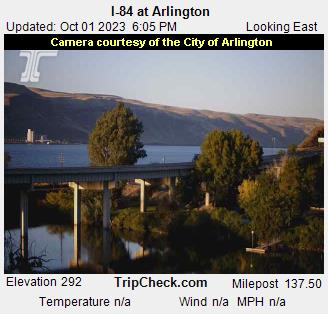 I-84 at Arlington
Updated: Oct 01 2023 6:05 PM Looking East
Camera courtesy of the City of Arlington
Elevation 292 TripCheck.com Milepost 137.50
Temperature n/a Wind n/a MPH n/a